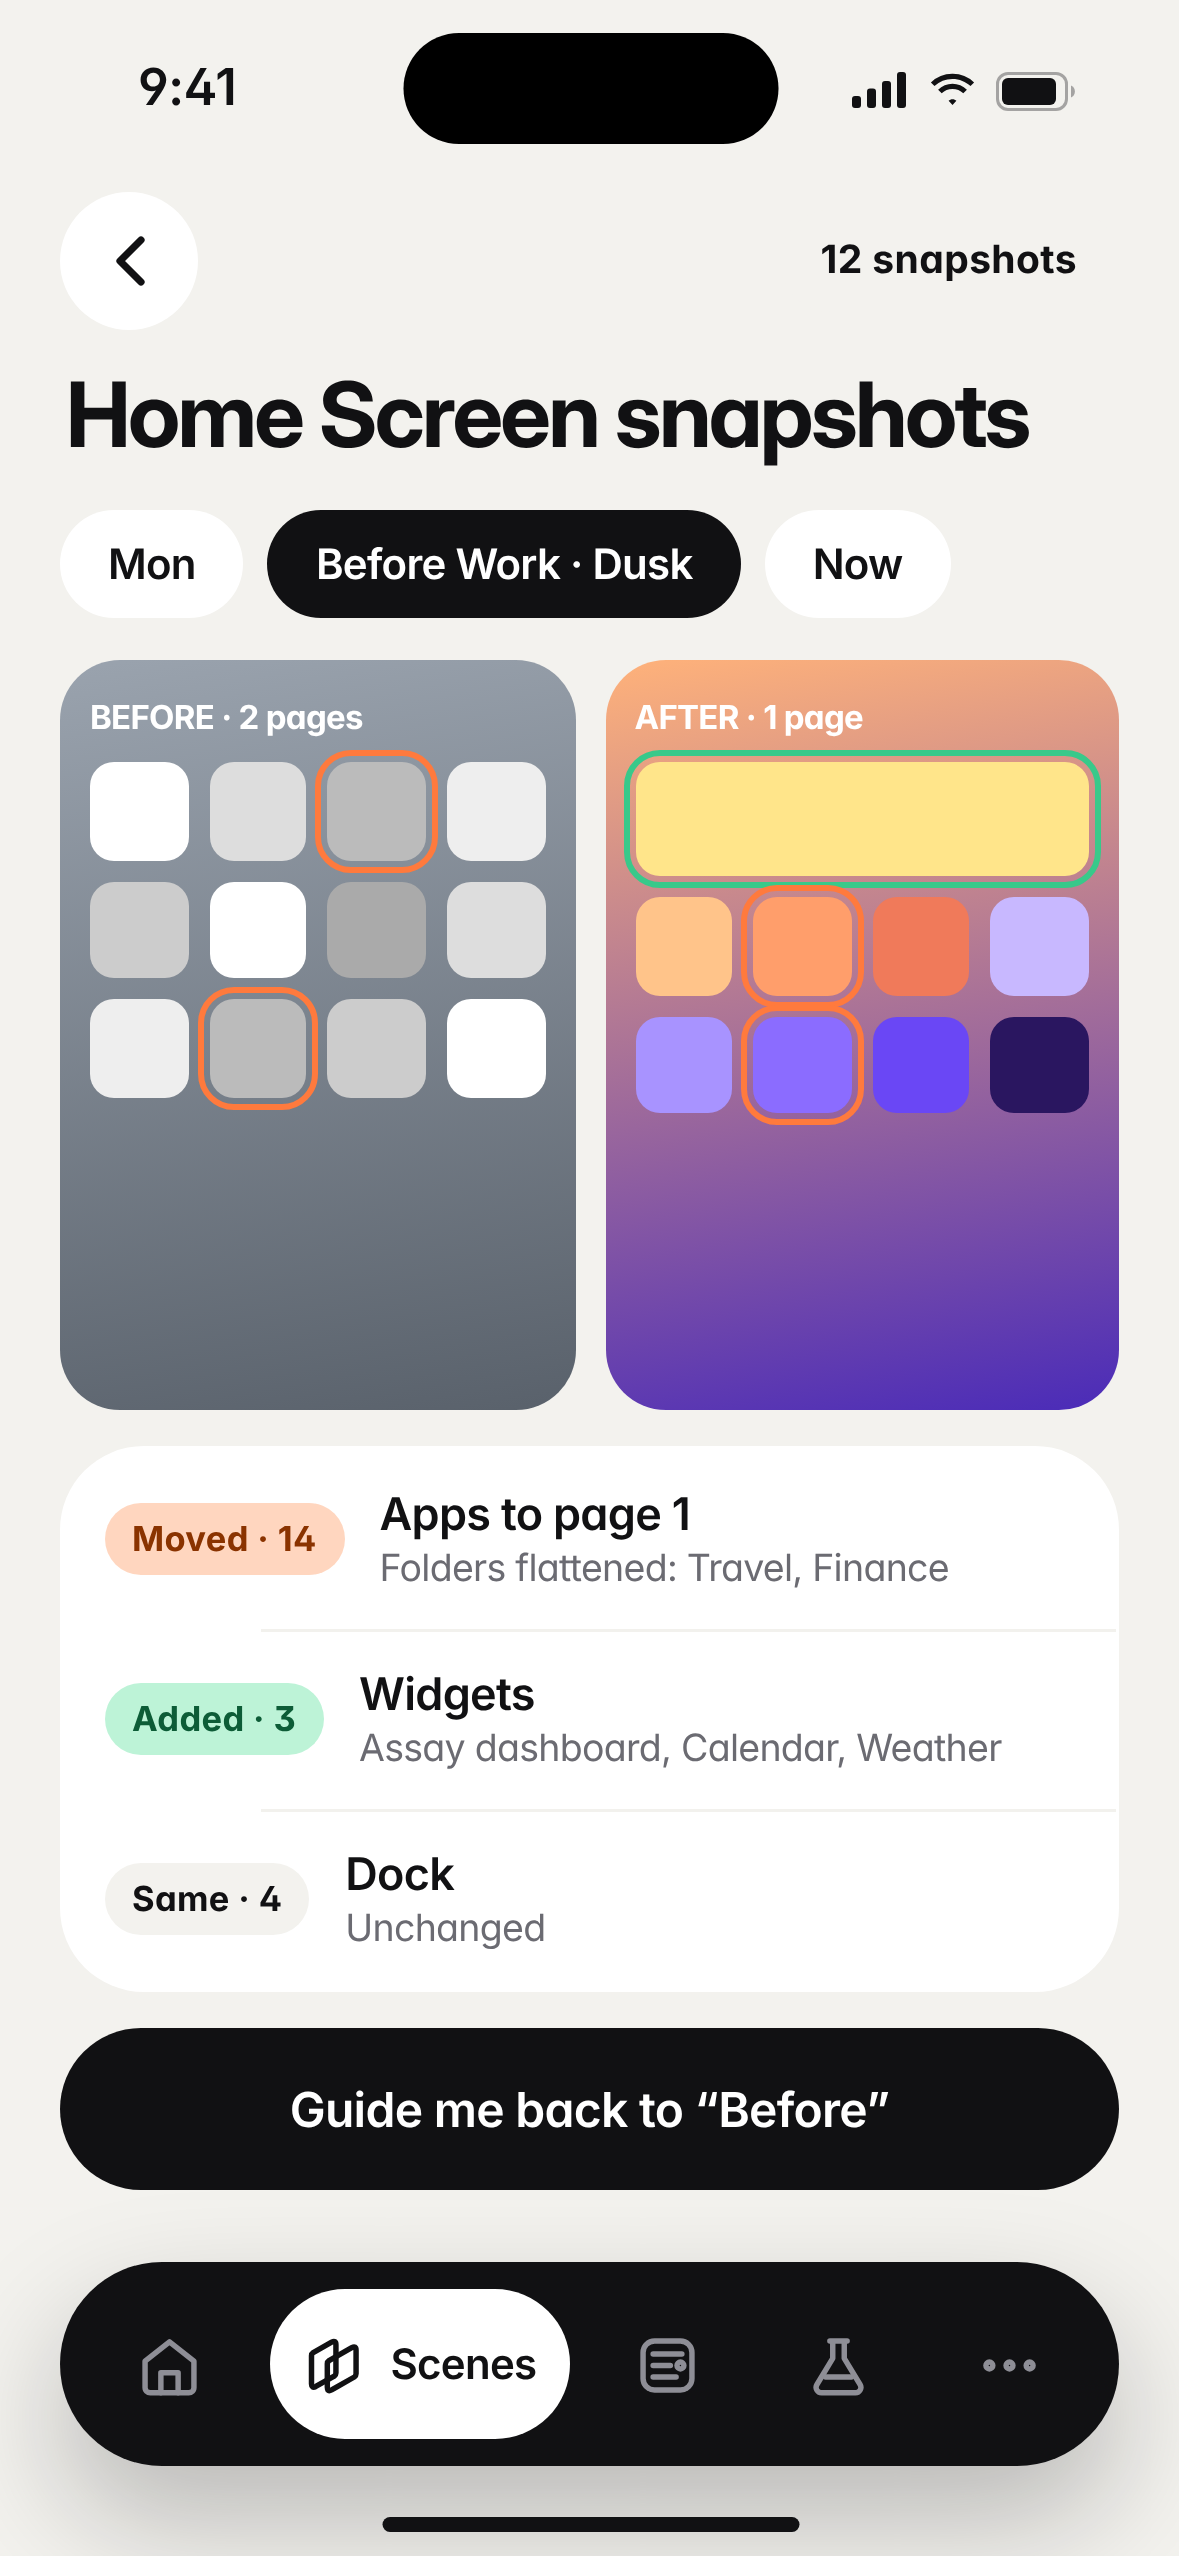 9:41
12 snapshots
Home Screen snapshots
Mon
Before Work · Dusk
Now
BEFORE · 2 pages
AFTER · 1 page
Moved · 14
Apps to page 1
Folders flattened: Travel, Finance
Added · 3
Widgets
Assay dashboard, Calendar, Weather
Same · 4
Dock
Unchanged
Guide me back to “Before”
Scenes